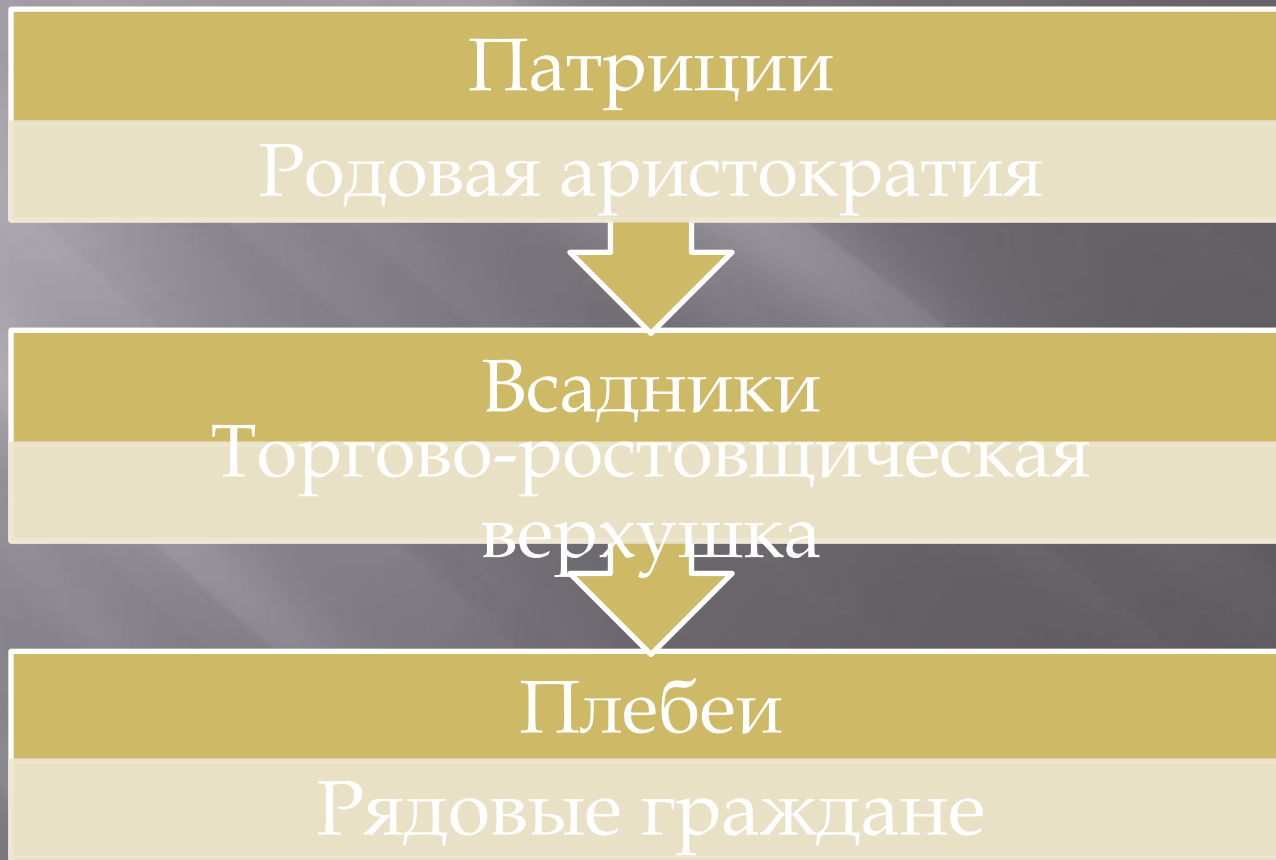 Патриции
Родовая аристократия
Всадники
Торгово-ростовщическая
верхушка
Плебеи
Рядовые граждане